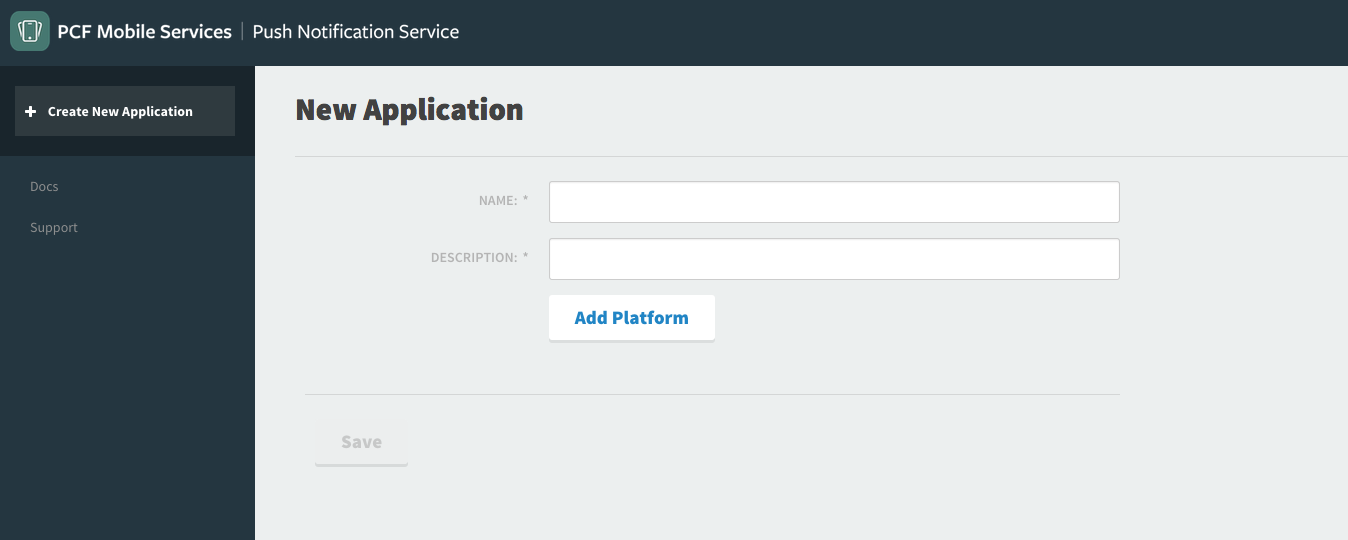 PCF Mobile Services | Push Notification Service
+ Create New Application
Docs
Support
New Application
NAME: *
DESCRIPTION: *
Add Platform
Save